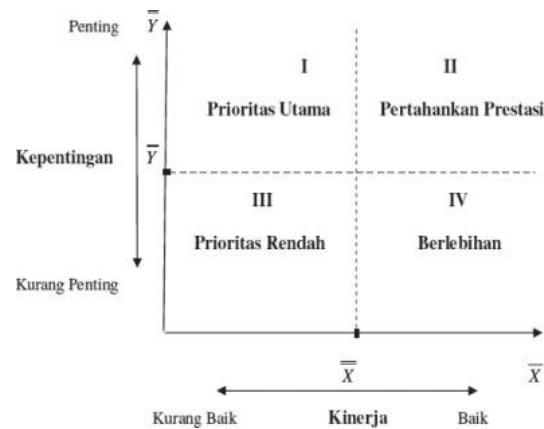 Penting
Y̿
I
II
Prioritas Utama
Pertahankan Prestasi
Kepentingan
Y̅
III
IV
Prioritas Rendah
Berlebihan
Kurang Penting
X̿
X̅
Kurang Baik
Kinerja
Baik